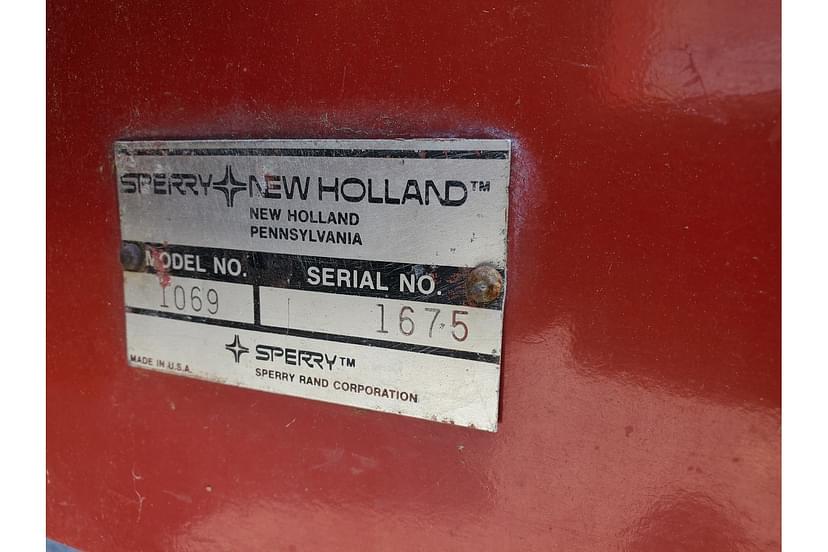 SPERRY NEW HOLLAND™
NEW HOLLAND
PENNSYLVANIA
MODEL NO. SERIAL NO.
1069 1675
SPERRY™
MADE IN U.S.A. SPERRY RAND CORPORATION